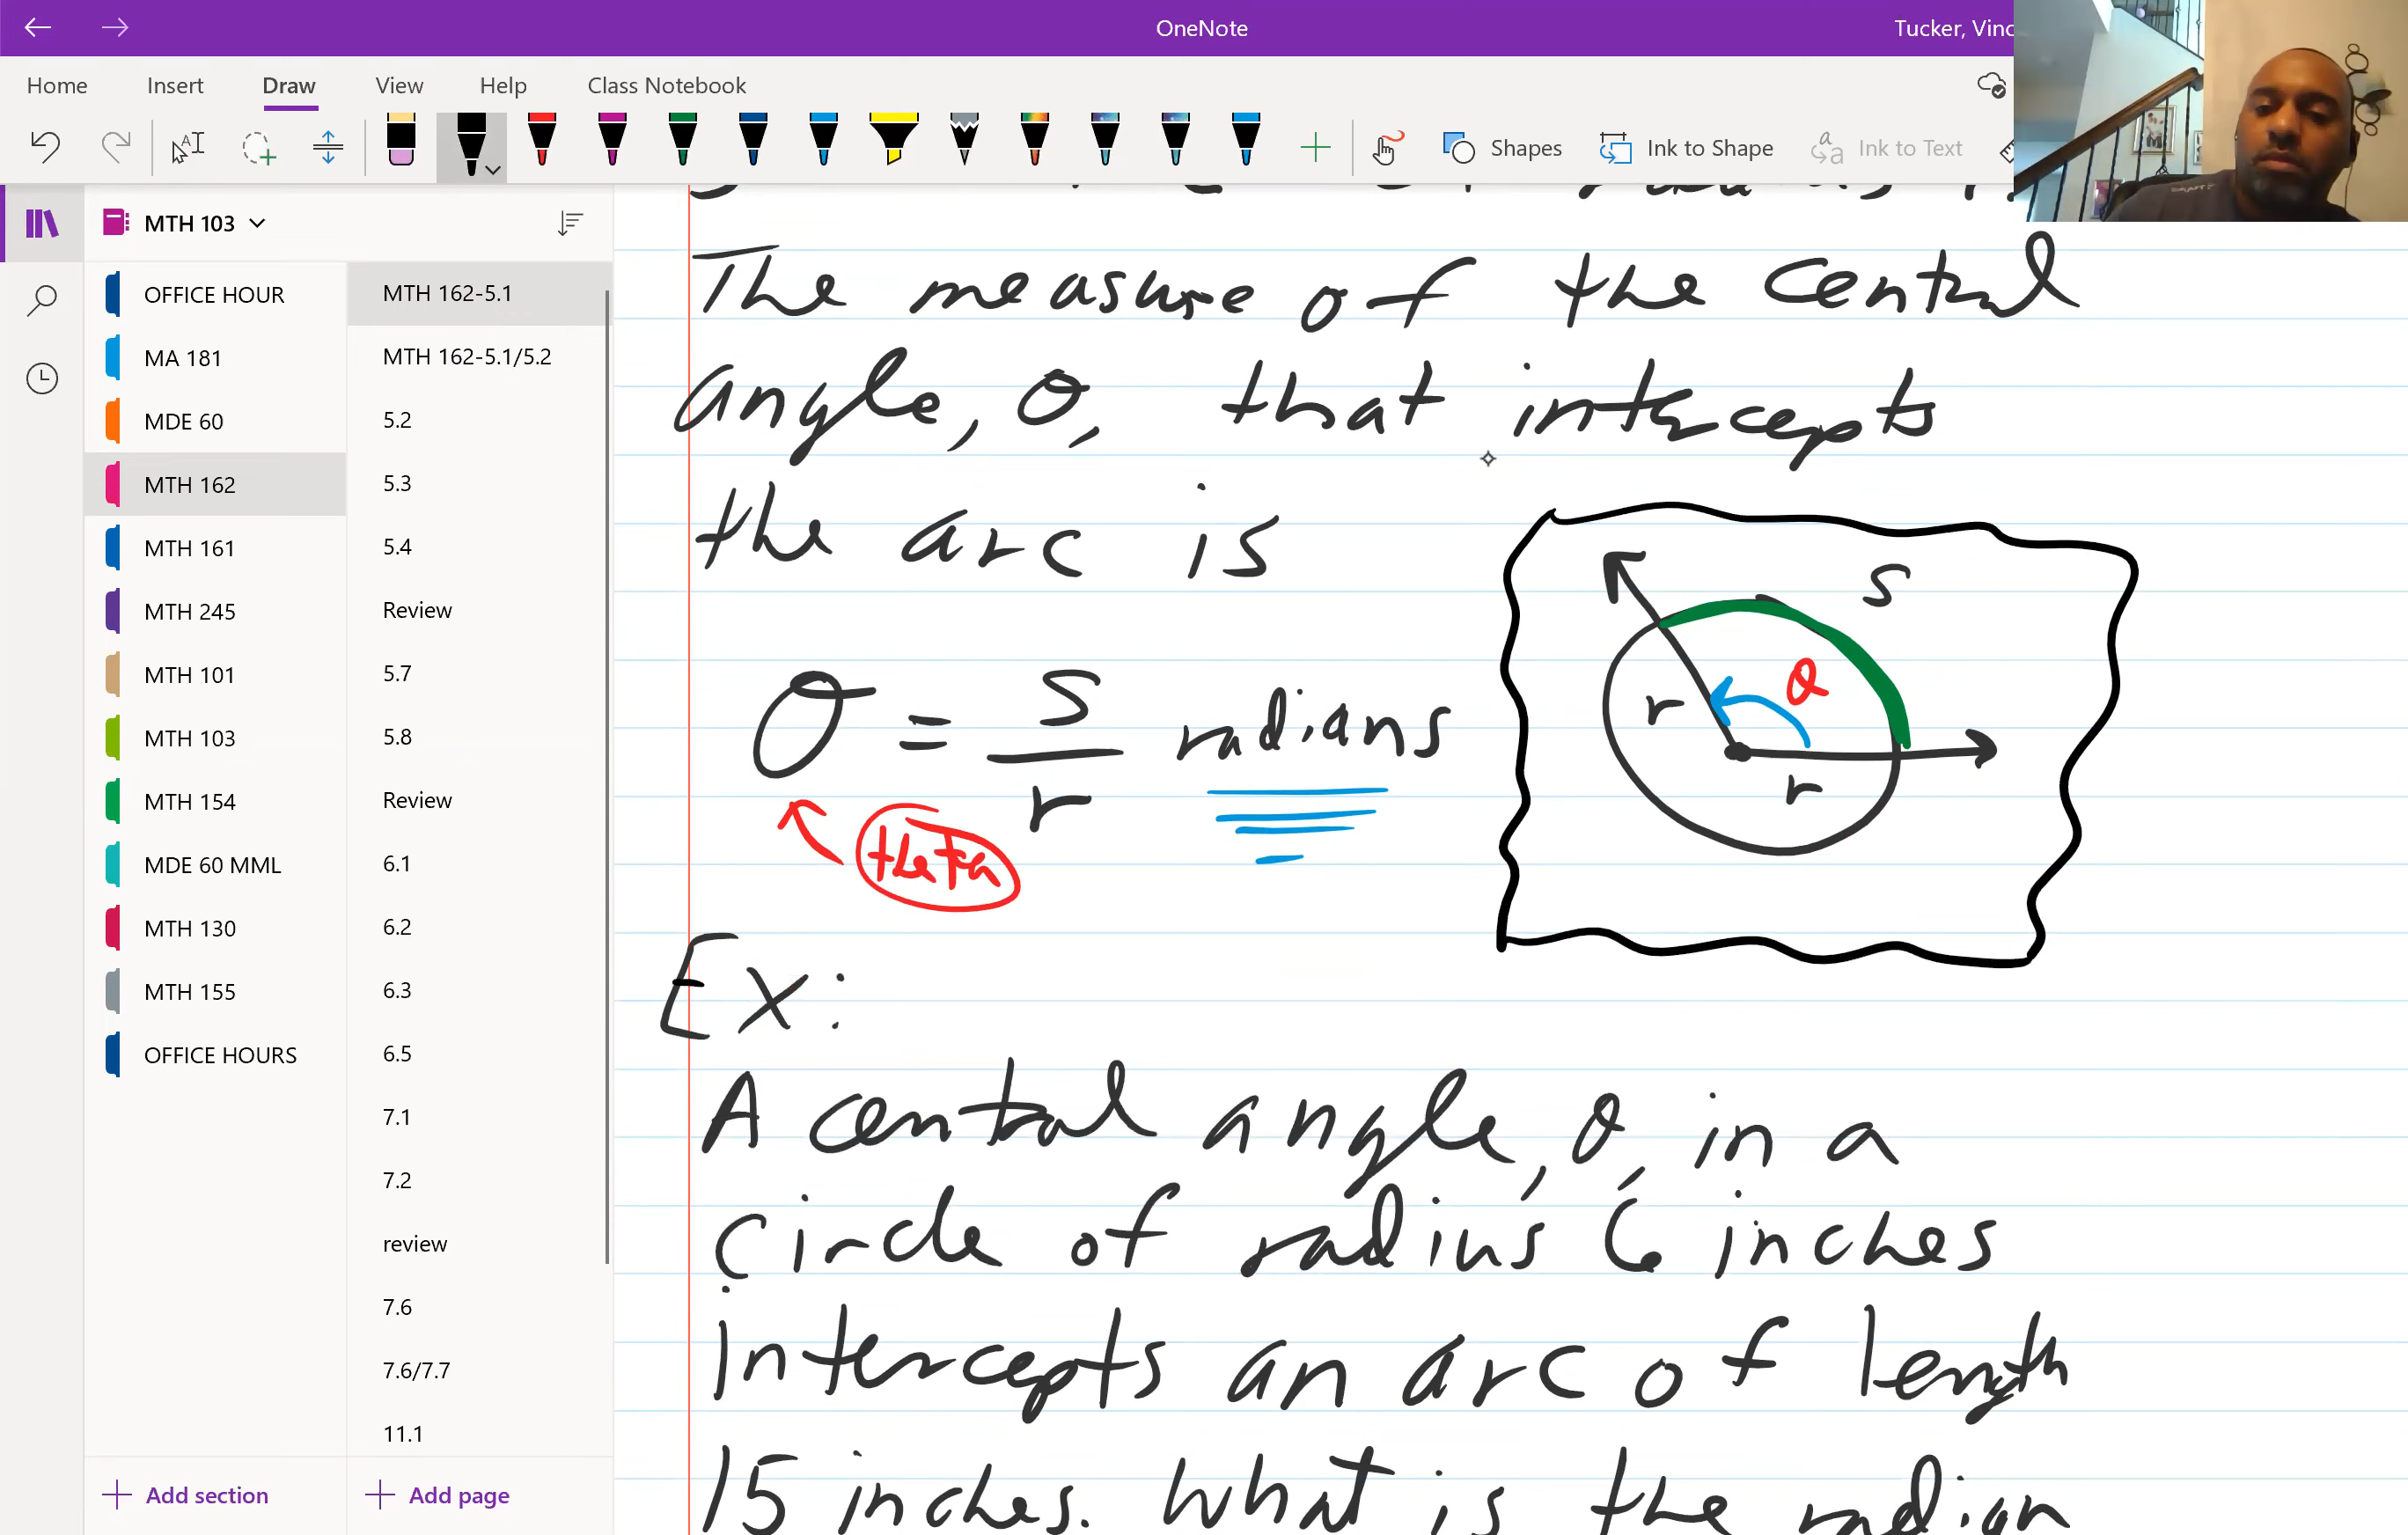 OneNote
Tucker, Vinc
Home
Insert
Draw
View
Help
Class Notebook
Shapes
Ink to Shape
Ink to Text
MTH 103
OFFICE HOUR
MA 181
MDE 60
MTH 162
MTH 161
MTH 245
MTH 101
MTH 103
MTH 154
MDE 60 MML
MTH 130
MTH 155
OFFICE HOURS
Add section
MTH 162-5.1
MTH 162-5.1/5.2
5.2
5.3
5.4
Review
5.7
5.8
Review
6.1
6.2
6.3
6.5
7.1
7.2
review
7.6
7.6/7.7
11.1
Add page
The measure of the central
angle, θ, that intercepts
the arc is
θ = s/r radians
theta
s
θ
r
r
Ex:
A central angle, θ, in a
circle of radius 6 inches
intercepts an arc of length
15 inches. What is the radian